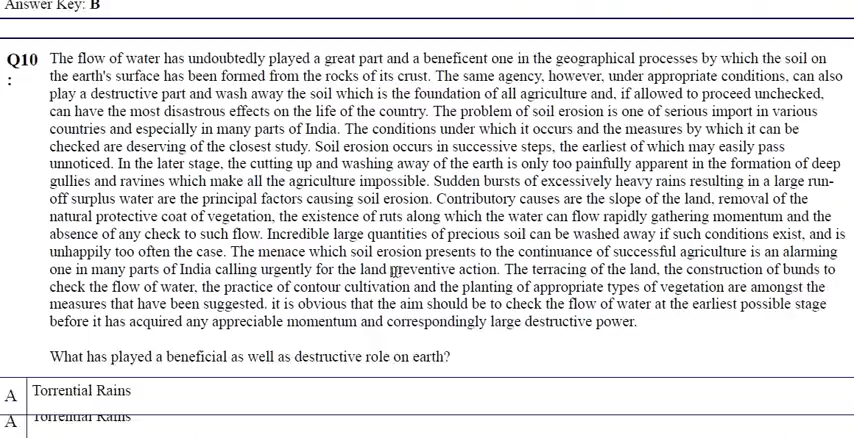 Answer Key: B
Q10 The flow of water has undoubtedly played a great part and a beneficent one in the geographical processes by which the soil on
: the earth's surface has been formed from the rocks of its crust. The same agency, however, under appropriate conditions, can also
play a destructive part and wash away the soil which is the foundation of all agriculture and, if allowed to proceed unchecked,
can have the most disastrous effects on the life of the country. The problem of soil erosion is one of serious import in various
countries and especially in many parts of India. The conditions under which it occurs and the measures by which it can be
checked are deserving of the closest study. Soil erosion occurs in successive steps, the earliest of which may easily pass
unnoticed. In the later stage, the cutting up and washing away of the earth is only too painfully apparent in the formation of deep
gullies and ravines which make all the agriculture impossible. Sudden bursts of excessively heavy rains resulting in a large run-
off surplus water are the principal factors causing soil erosion. Contributory causes are the slope of the land, removal of the
natural protective coat of vegetation, the existence of ruts along which the water can flow rapidly gathering momentum and the
absence of any check to such flow. Incredible large quantities of precious soil can be washed away if such conditions exist, and is
unhappily too often the case. The menace which soil erosion presents to the continuance of successful agriculture is an alarming
one in many parts of India calling urgently for the land preventive action. The terracing of the land, the construction of bunds to
check the flow of water, the practice of contour cultivation and the planting of appropriate types of vegetation are amongst the
measures that have been suggested. it is obvious that the aim should be to check the flow of water at the earliest possible stage
before it has acquired any appreciable momentum and correspondingly large destructive power.
What has played a beneficial as well as destructive role on earth?
A Torrential Rains
A Torrential Rains